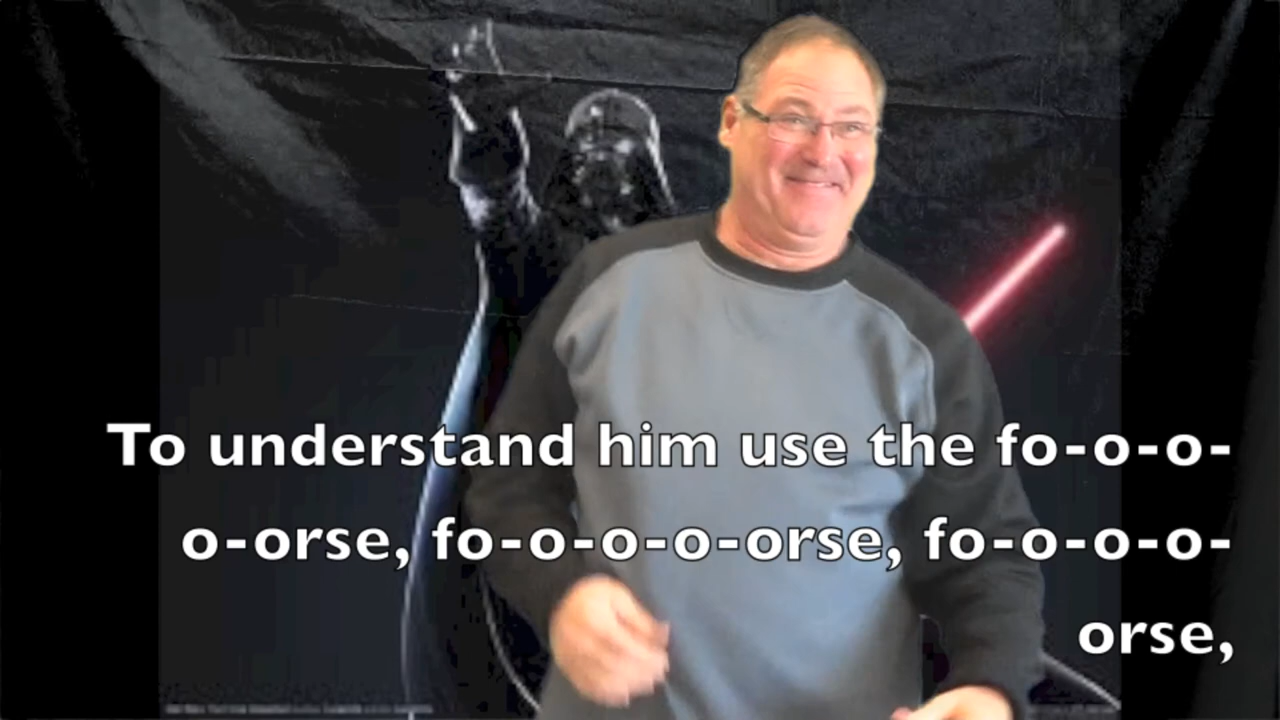 To understand him use the fo-o-o-
o-orse, fo-o-o-o-orse, fo-o-o-o-
orse,